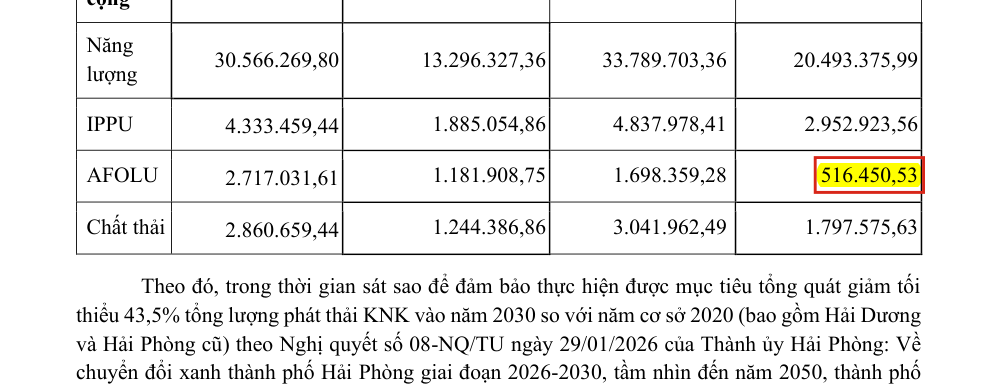 cộng
Năng lượng 30.566.269,80 13.296.327,36 33.789.703,36 20.493.375,99
IPPU 4.333.459,44 1.885.054,86 4.837.978,41 2.952.923,56
AFOLU 2.717.031,61 1.181.908,75 1.698.359,28 516.450,53
Chất thải 2.860.659,44 1.244.386,86 3.041.962,49 1.797.575,63
Theo đó, trong thời gian sát sao để đảm bảo thực hiện được mục tiêu tổng quát giảm tối
thiểu 43,5% tổng lượng phát thải KNK vào năm 2030 so với năm cơ sở 2020 (bao gồm Hải Dương
và Hải Phòng cũ) theo Nghị quyết số 08-NQ/TU ngày 29/01/2026 của Thành ủy Hải Phòng: Về
chuyển đổi xanh thành phố Hải Phòng giai đoạn 2026-2030, tầm nhìn đến năm 2050, thành phố